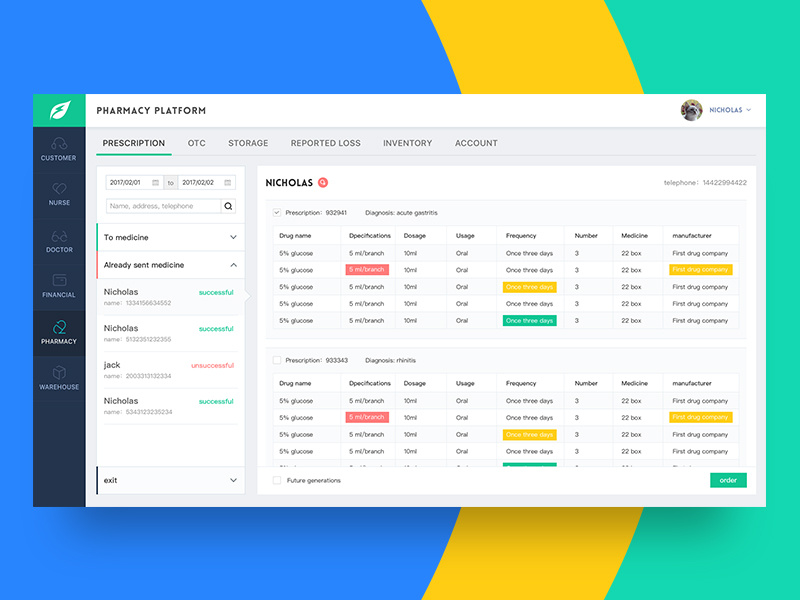 PHARMACY PLATFORM
NICHOLAS
CUSTOMER
NURSE
DOCTOR
FINANCIAL
PHARMACY
WAREHOUSE
PRESCRIPTION OTC STORAGE REPORTED LOSS INVENTORY ACCOUNT
2017/02/01 to 2017/02/02
Name, address, telephone
To medicine
Already sent medicine
Nicholas successful
name: 1334156634552
Nicholas successful
name: 5132351232355
jack unsuccessful
name: 2003313132334
Nicholas successful
name: 5343123235234
exit
NICHOLAS telephone: 14422994422
Prescription: 932941 Diagnosis: acute gastritis
Drug name Dpecifncations Dosage Usage Frequency Number Medicine manufacturer
5% glucose 5 ml/branch 10ml Oral Once three days 3 22 box First drug company
5% glucose 5 ml/branch 10ml Oral Once three days 3 22 box First drug company
5% glucose 5 ml/branch 10ml Oral Once three days 3 22 box First drug company
5% glucose 5 ml/branch 10ml Oral Once three days 3 22 box First drug company
5% glucose 5 ml/branch 10ml Oral Once three days 3 22 box First drug company
Prescription: 933343 Diagnosis: rhinitis
Drug name Dpecifncations Dosage Usage Frequency Number Medicine manufacturer
5% glucose 5 ml/branch 10ml Oral Once three days 3 22 box First drug company
5% glucose 5 ml/branch 10ml Oral Once three days 3 22 box First drug company
5% glucose 5 ml/branch 10ml Oral Once three days 3 22 box First drug company
5% glucose 5 ml/branch 10ml Oral Once three days 3 22 box First drug company
Future generations order